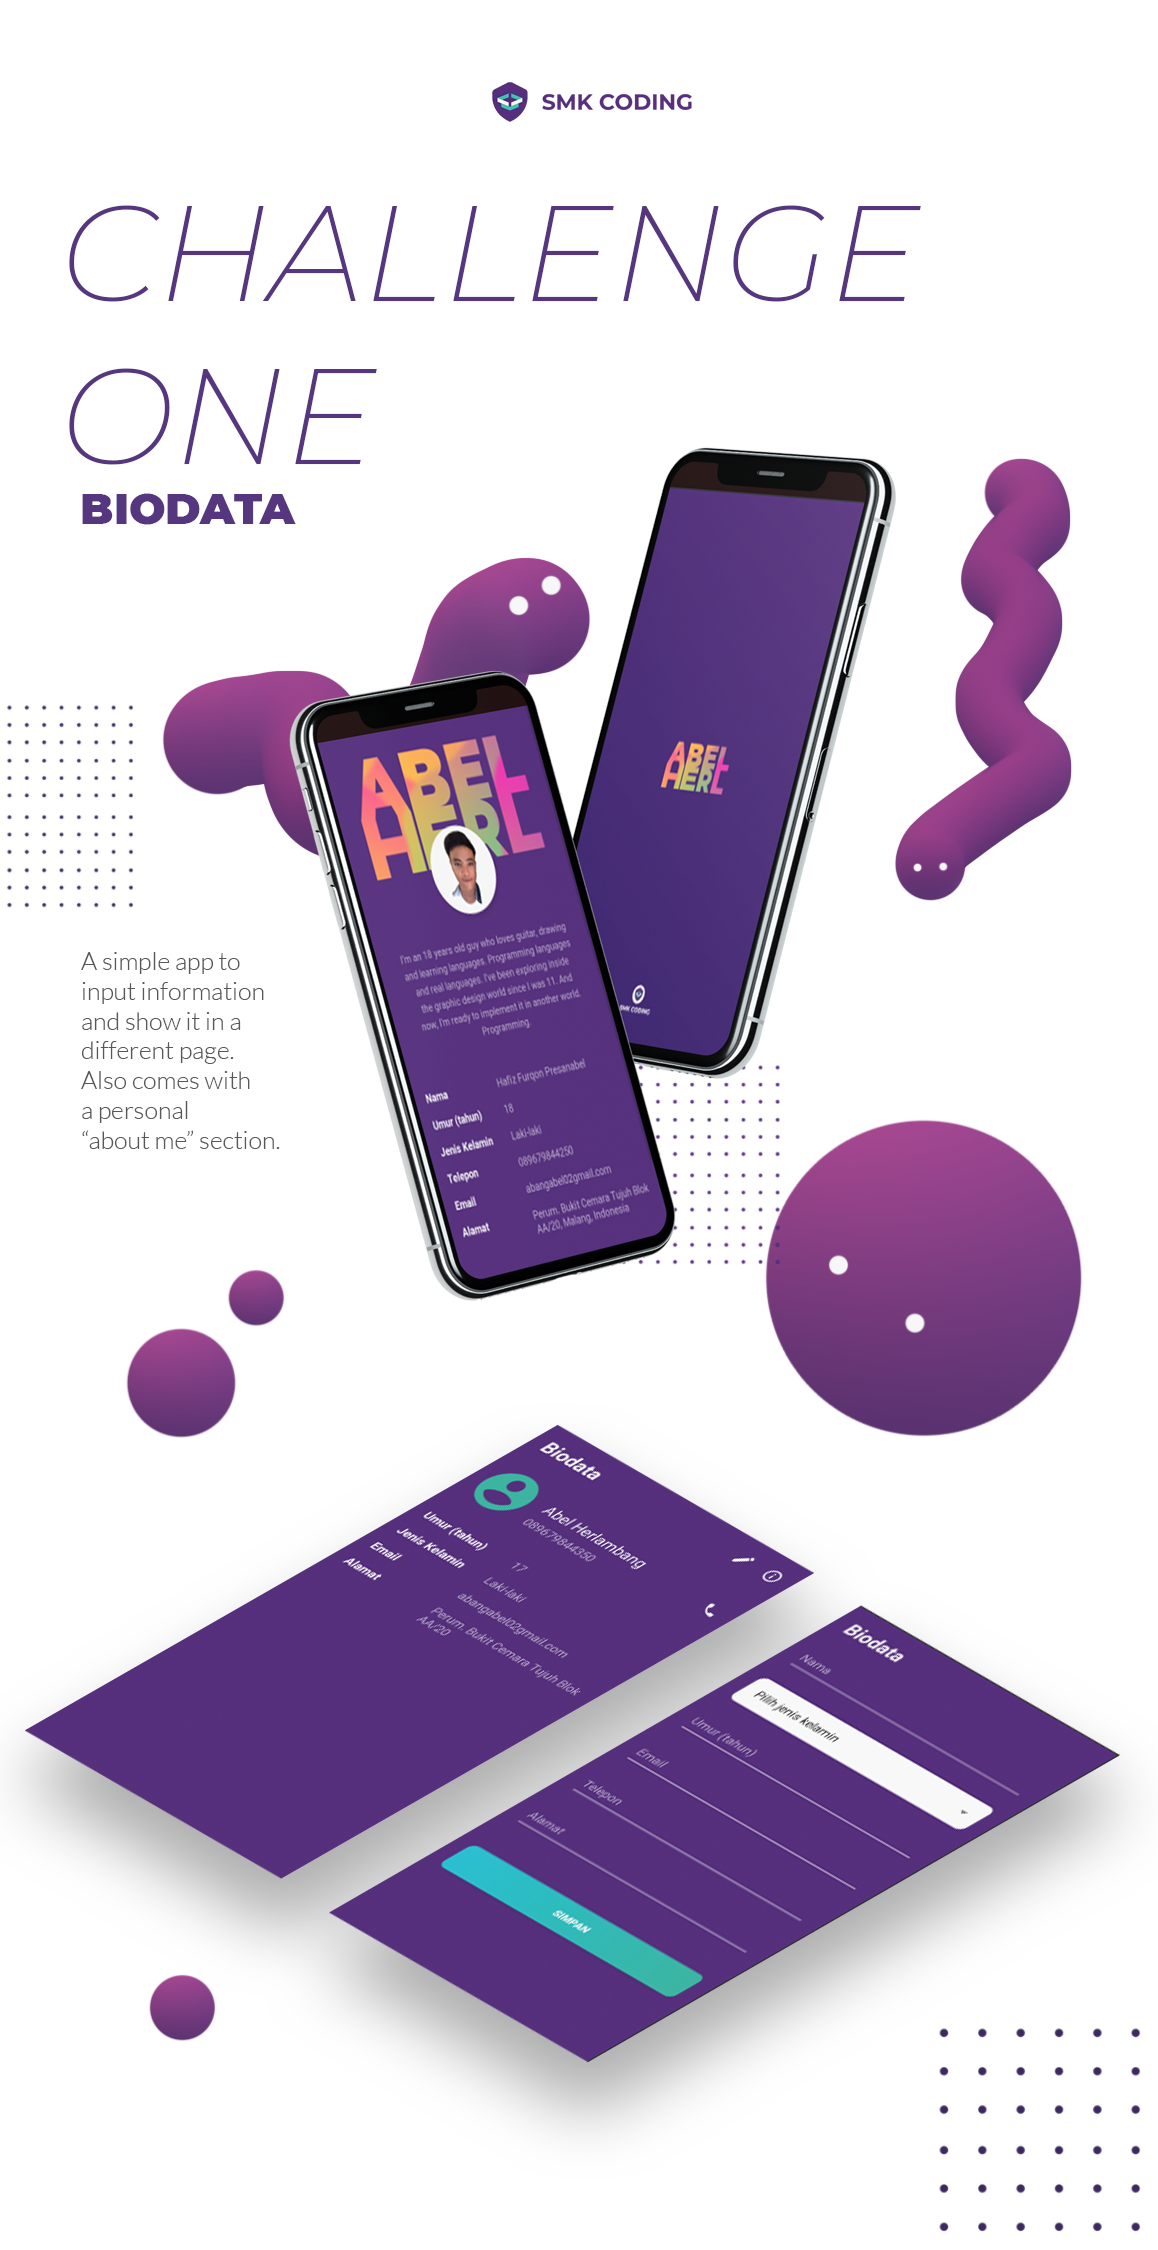 SMK CODING
CHALLENGE
ONE
BIODATA
ABEL
HERL
SMK CODING
ABEL
HERL
I'm an 18 years old guy who loves guitar, drawing
and learning languages. Programming languages
and real languages. I've been exploring inside
the graphic design world since I was 11. And
now, I'm ready to implement it in another world.
Programming.
Nama Hafiz Furqon Presanabel
Umur (tahun) 18
Jenis Kelamin Laki-laki
Telepon 089679844250
Email abangabel02gmail.com
Alamat Perum. Bukit Cemara Tujuh Blok
AA/20, Malang, Indonesia
A simple app to
input information
and show it in a
different page.
Also comes with
a personal
“about me” section.
Biodata
Abel Herlambang
089679844350
Umur (tahun) 17
Jenis Kelamin Laki-laki
Email abangabel02gmail.com
Alamat Perum. Bukit Cemara Tujuh Blok
AA/20
Biodata
Nama
Pilih jenis kelamin
Umur (tahun)
Email
Telepon
Alamat
SIMPAN